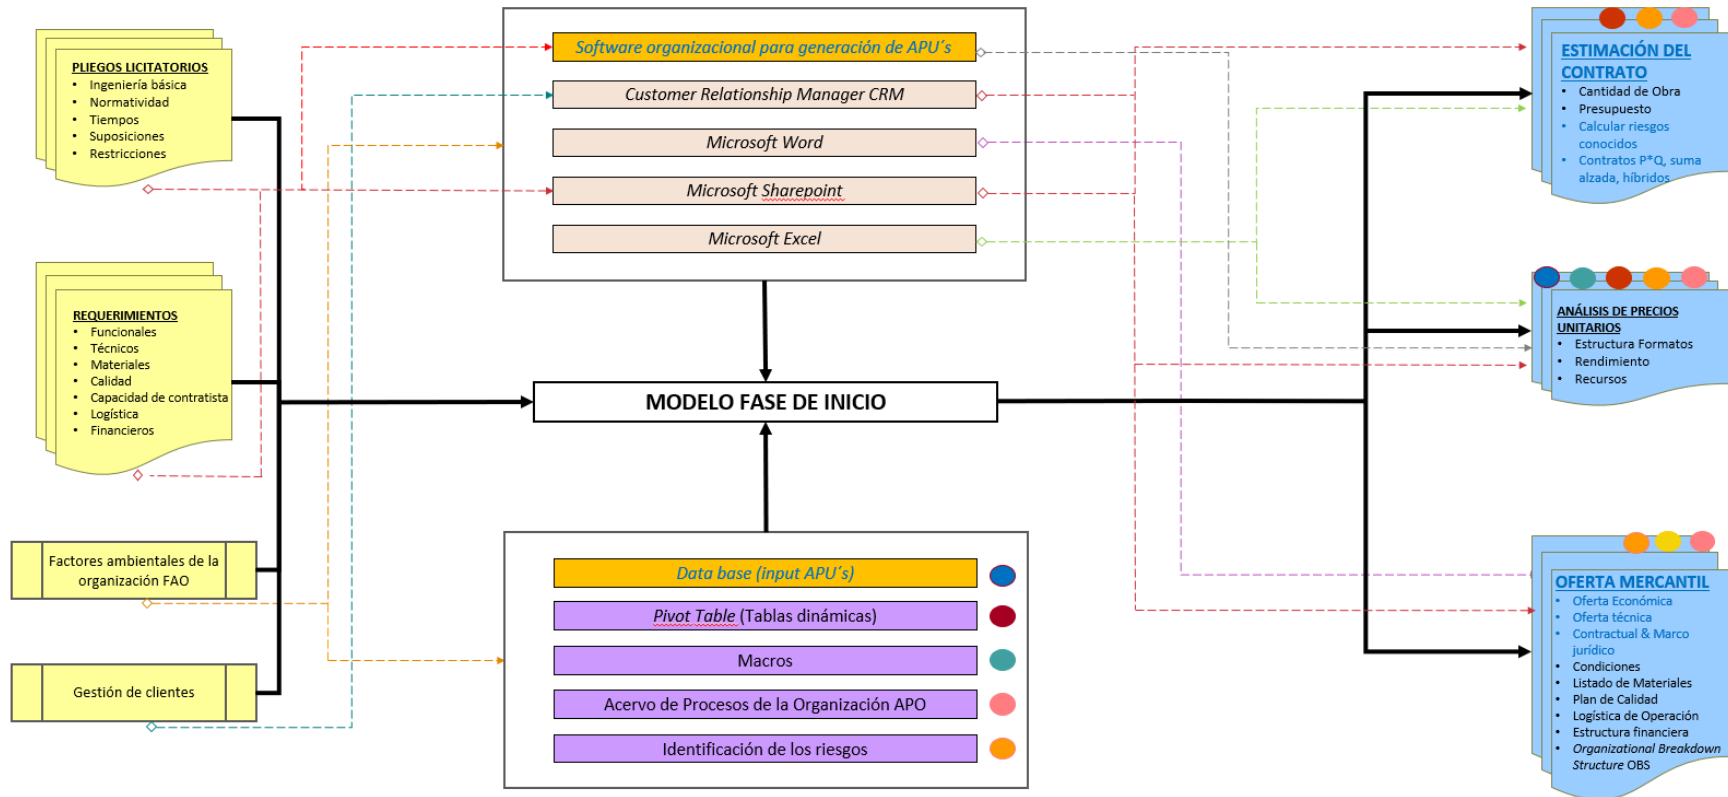 PLIEGOS LICITATORIOS
• Ingeniería básica
• Normatividad
• Tiempos
• Suposiciones
• Restricciones
REQUERIMIENTOS
• Funcionales
• Técnicos
• Materiales
• Calidad
• Capacidad de contratista
• Logística
• Financieros
Factores ambientales de la
organización FAO
Gestión de clientes
Software organizacional para generación de APU´s
Customer Relationship Manager CRM
Microsoft Word
Microsoft Sharepoint
Microsoft Excel
MODELO FASE DE INICIO
Data base (input APU´s)
Pivot Table (Tablas dinámicas)
Macros
Acervo de Procesos de la Organización APO
Identificación de los riesgos
ESTIMACIÓN DEL
CONTRATO
• Cantidad de Obra
• Presupuesto
• Calcular riesgos
conocidos
• Contratos P*Q, suma
alzada, híbridos
ANÁLISIS DE PRECIOS
UNITARIOS
• Estructura Formatos
• Rendimiento
• Recursos
OFERTA MERCANTIL
• Oferta Económica
• Oferta técnica
• Contractual & Marco
jurídico
• Condiciones
• Listado de Materiales
• Plan de Calidad
• Logística de Operación
• Estructura financiera
• Organizational Breakdown
Structure OBS